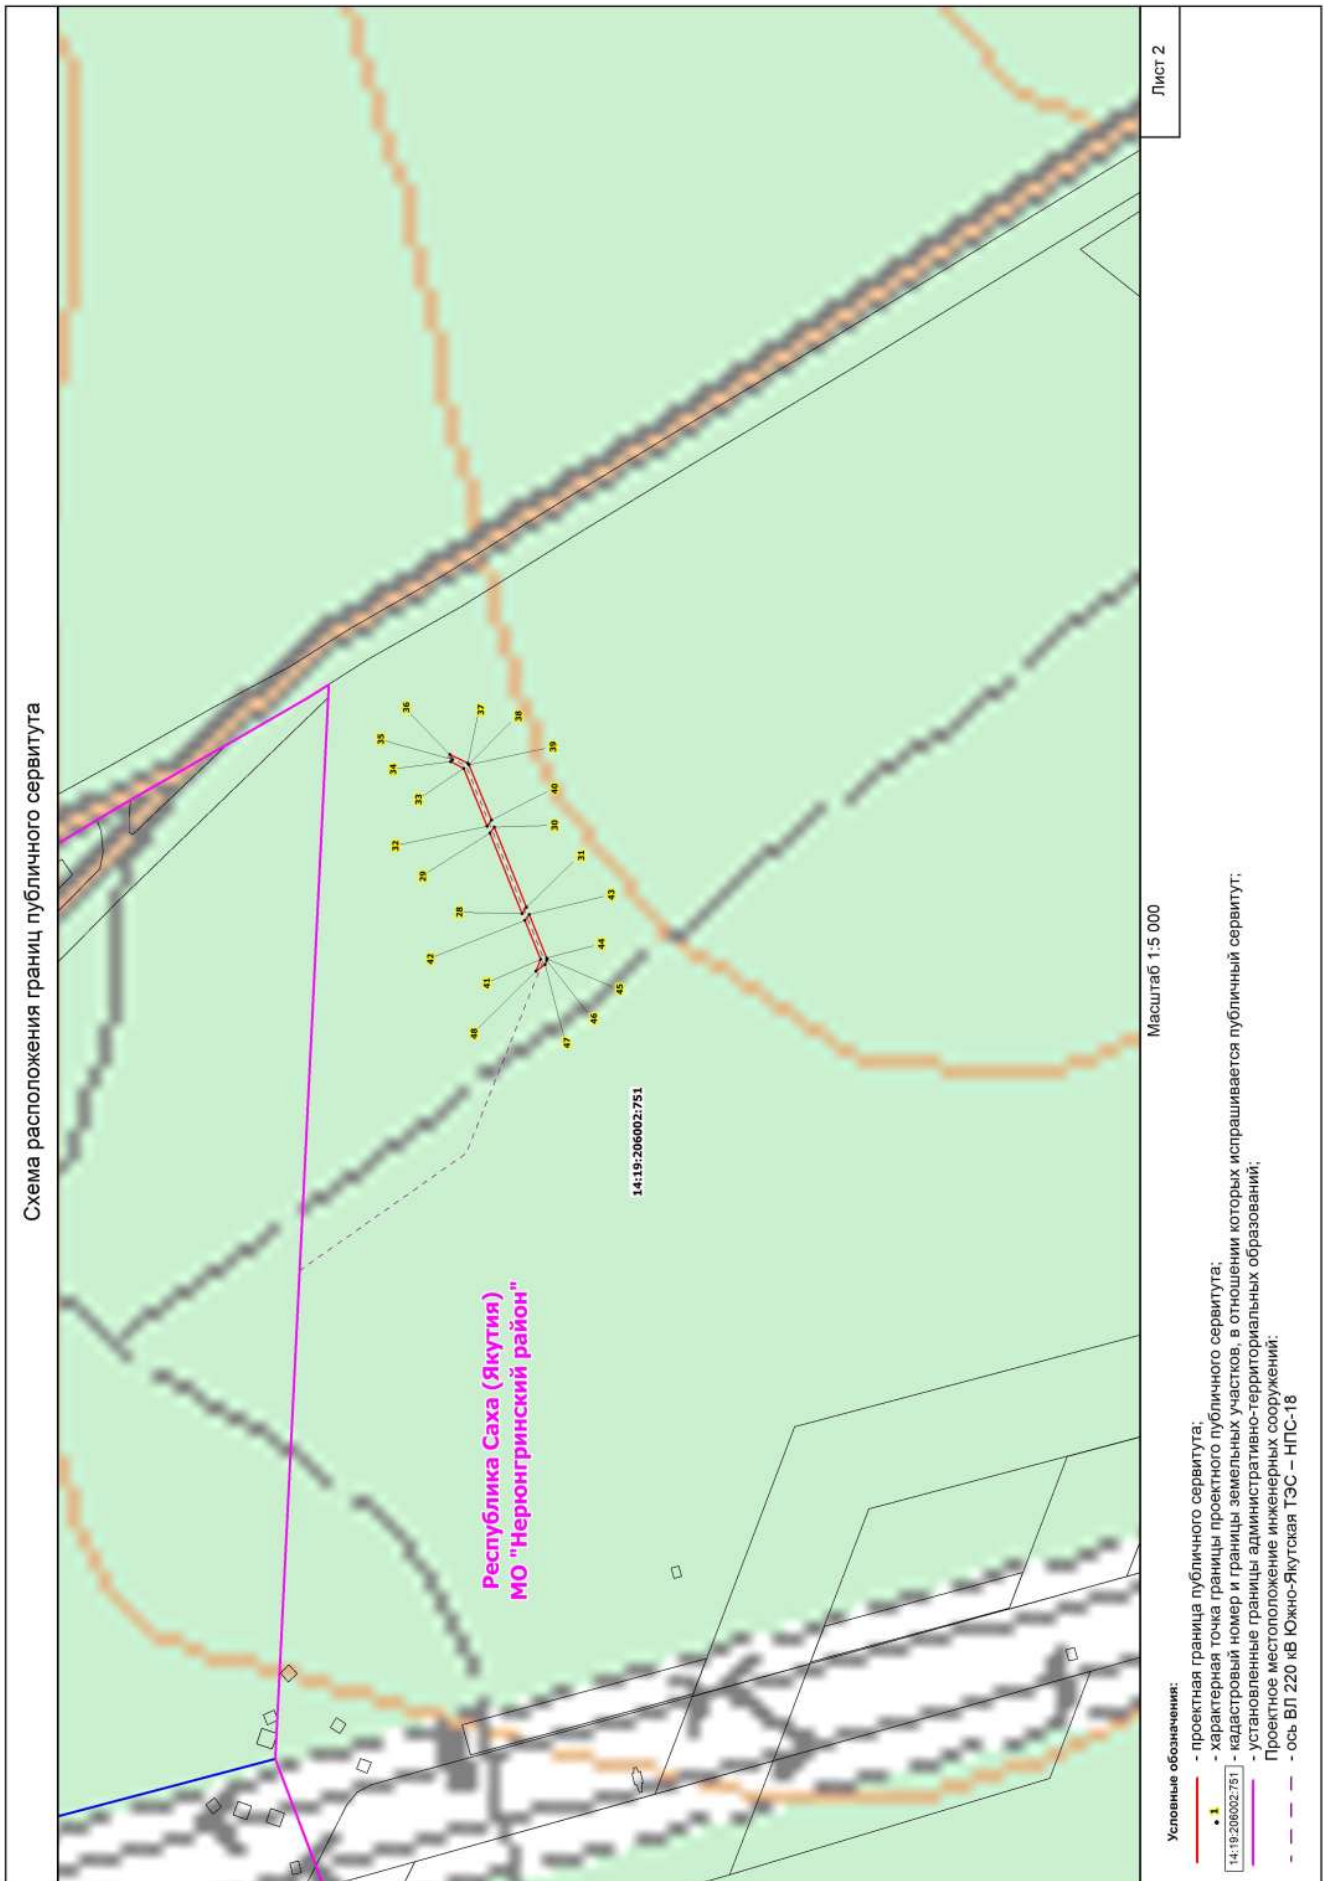 Схема расположения границ публичного сервитута
36
35
34
37
38
33
39
32
40
30
29
31
28
43
42
44
41
45
48
46
47
14:19:206002:751
Республика Саха (Якутия)
МО "Нерюнгринский район"
Масштаб 1:5 000
Лист 2
Условные обозначения:
- проектная граница публичного сервитута;
1 - характерная точка границы проектного публичного сервитута;
14:19:206002:751 - кадастровый номер и границы земельных участков, в отношении которых испрашивается публичный сервитут;
- установленные границы административно-территориальных образований;
Проектное местоположение инженерных сооружений:
- ось ВЛ 220 кВ Южно-Якутская ТЭС – НПС-18